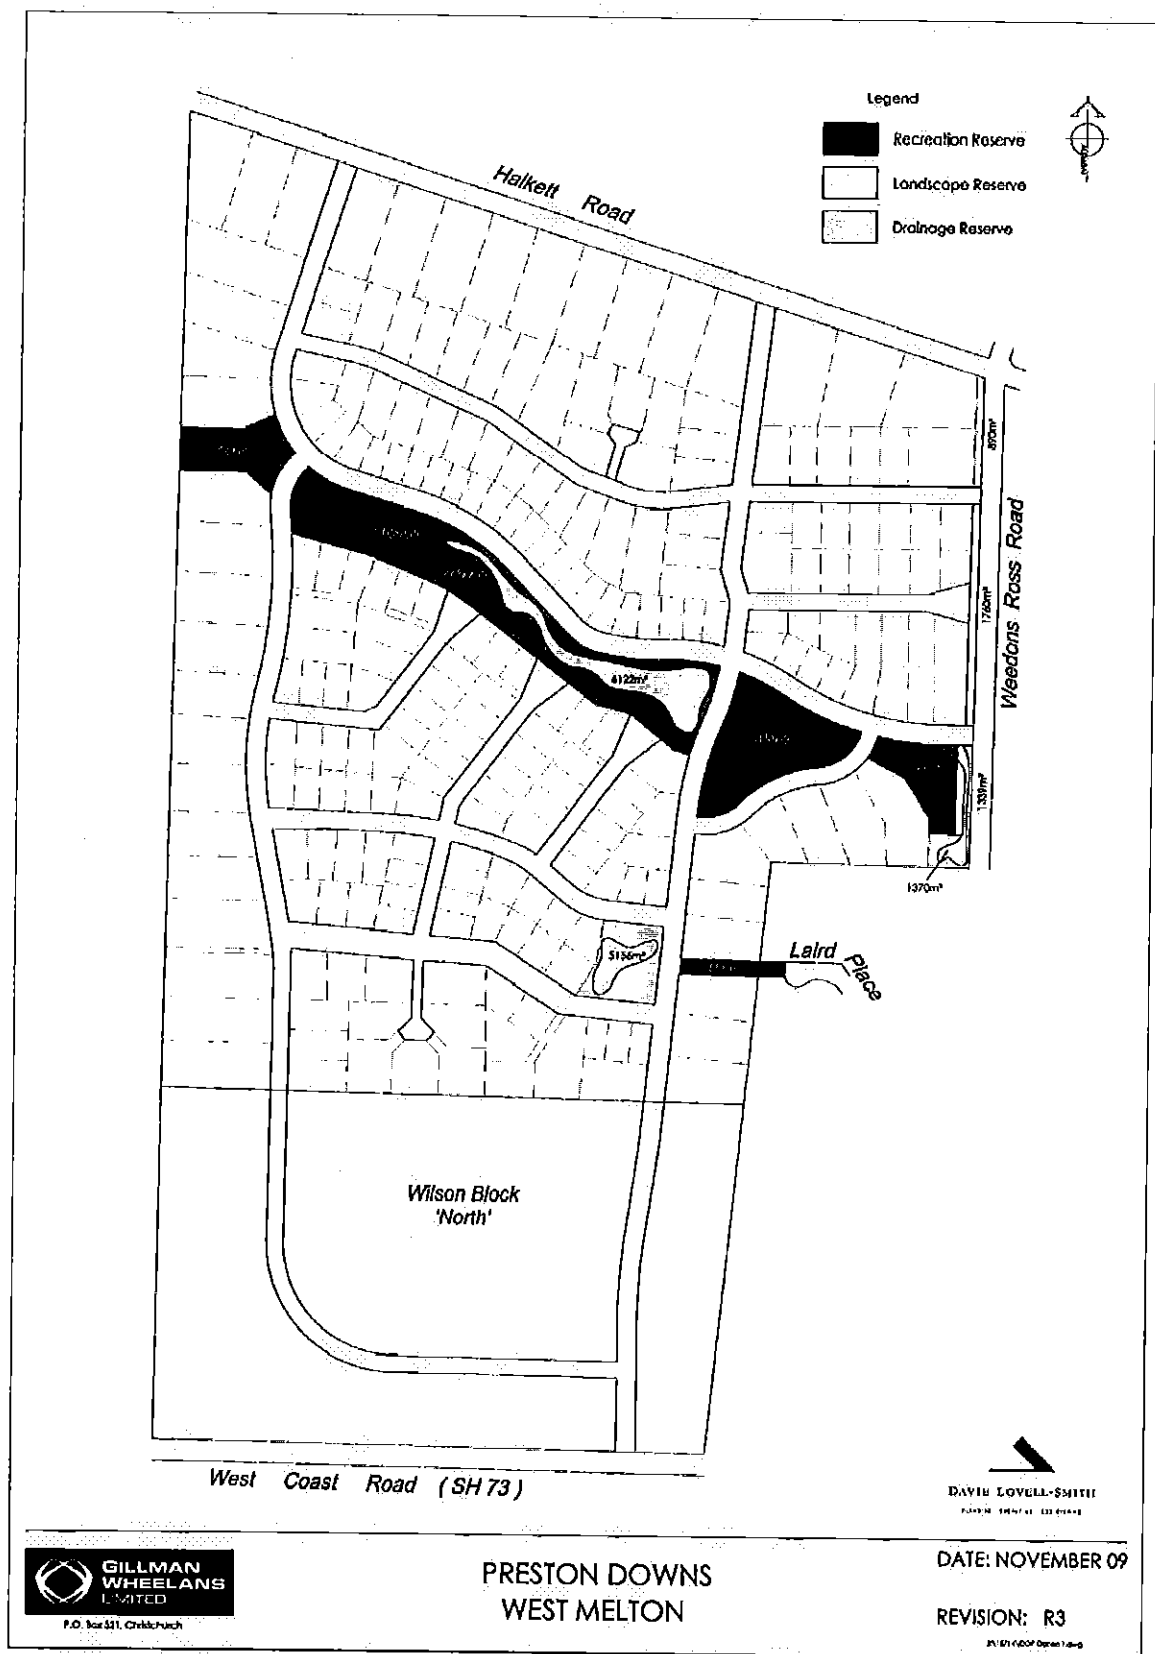 Legend
Recreation Reserve
Landscape Reserve
Drainage Reserve
Halkett Road
890m²
Weedons Ross Road
1760m²
6122m²
1339m²
1370m²
5156m²
Laird Place
Wilson Block
'North'
West Coast Road (SH 73)
DAVIE LOVELL-SMITH
GILLMAN
WHEELANS
LIMITED
P.O. Box 531, Christchurch
PRESTON DOWNS
WEST MELTON
DATE: NOVEMBER 09
REVISION: R3